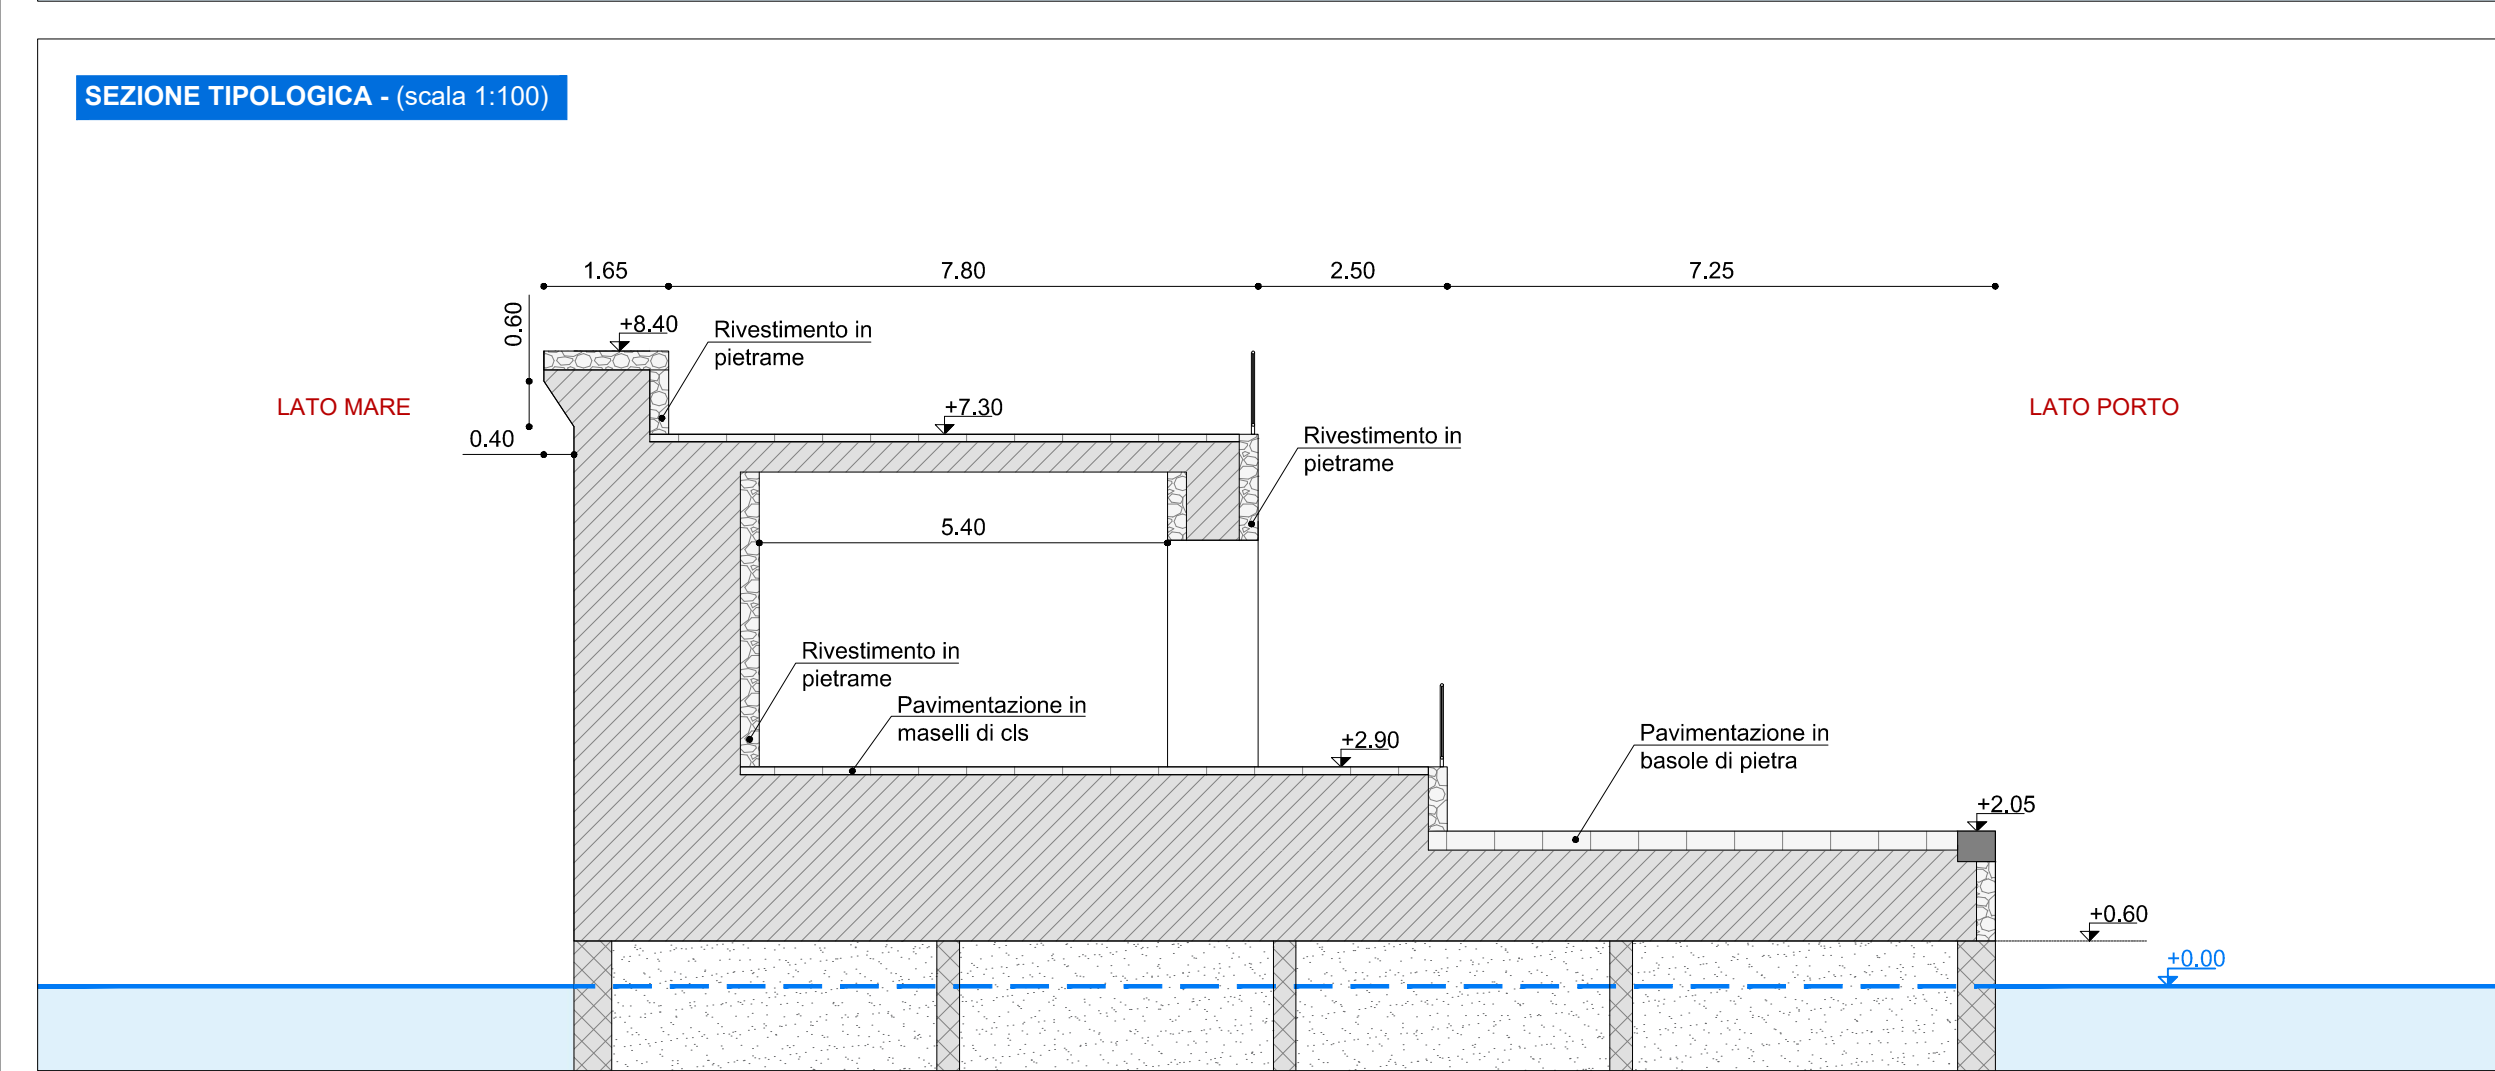 SEZIONE TIPOLOGICA - (scala 1:100)
1.65
7.80
2.50
7.25
0.60
+8.40
Rivestimento in
pietrame
LATO MARE
+7.30
LATO PORTO
0.40
Rivestimento in
pietrame
5.40
Rivestimento in
pietrame
Pavimentazione in
maselli di cls
+2.90
Pavimentazione in
basole di pietra
+2.05
+0.60
+0.00